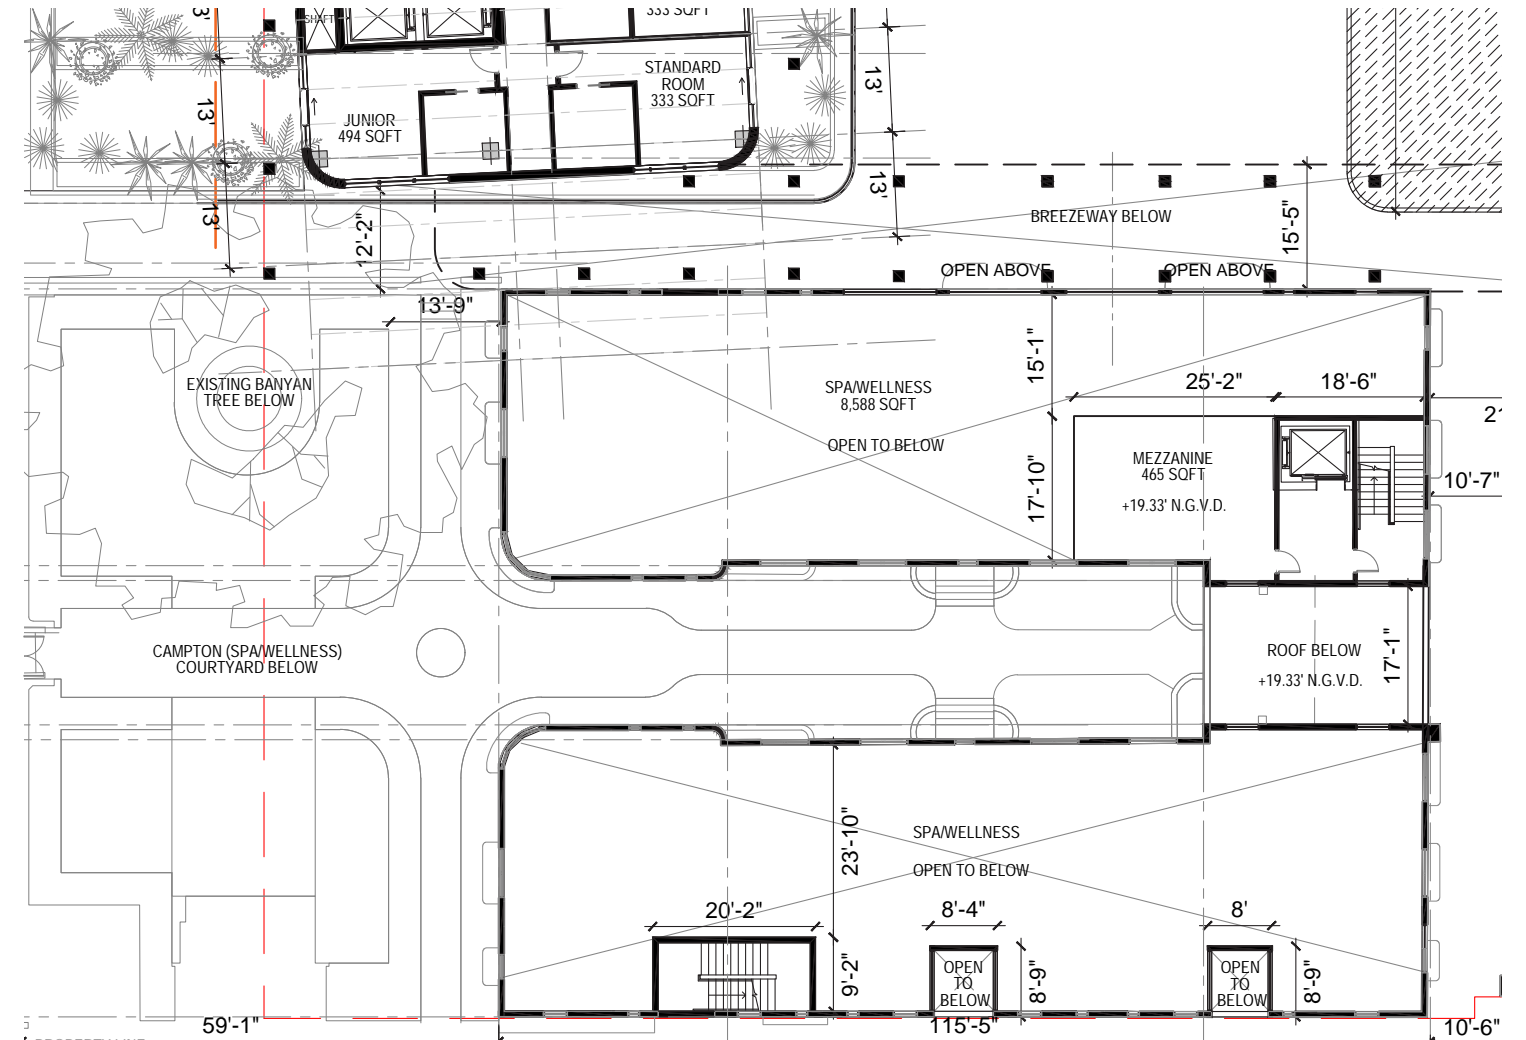 SHAFT
333 SQFT
13'
STANDARD
ROOM
333 SQFT
JUNIOR
494 SQFT
13'
13'
13'
13'
12'-2"
BREEZEWAY BELOW
15'-5"
OPEN ABOVE
OPEN ABOVE
13'-9"
EXISTING BANYAN
TREE BELOW
SPA/WELLNESS
8,588 SQFT
OPEN TO BELOW
15'-1"
25'-2"
18'-6"
17'-10"
MEZZANINE
465 SQFT
+19.33' N.G.V.D.
10'-7"
CAMPTON (SPA/WELLNESS)
COURTYARD BELOW
ROOF BELOW
+19.33' N.G.V.D.
17'-1"
SPA/WELLNESS
OPEN TO BELOW
23'-10"
20'-2"
8'-4"
8'
9'-2"
OPEN
TO
BELOW
8'-9"
OPEN
TO
BELOW
8'-9"
59'-1"
115'-5"
10'-6"
PROPERTY LINE